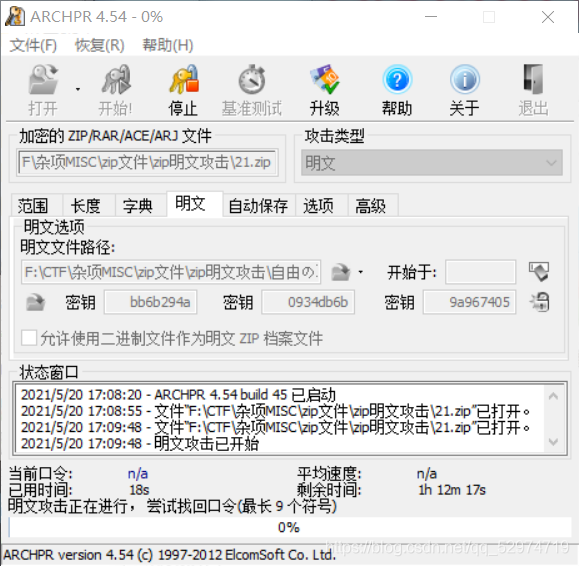 ARCHPR 4.54 - 0%
文件(F) 恢复(R) 帮助(H)
打开 开始! 停止 基准测试 升级 帮助 关于 退出
加密的 ZIP/RAR/ACE/ARJ 文件 攻击类型
F\杂项MISC\zip文件\zip明文攻击\21.zip 明文
范围 长度 字典 明文 自动保存 选项 高级
明文选项
明文文件路径:
F:\CTF\杂项MISC\zip文件\zip明文攻击\自由の 开始于:
密钥 bb6b294a 密钥 0934db6b 密钥 9a967405
允许使用二进制文件作为明文 ZIP 档案文件
状态窗口
2021/5/20 17:08:20 - ARCHPR 4.54 build 45 已启动
2021/5/20 17:08:55 - 文件“F:\CTF\杂项MISC\zip文件\zip明文攻击\21.zip”已打开。
2021/5/20 17:09:48 - 文件“F:\CTF\杂项MISC\zip文件\zip明文攻击\21.zip”已打开。
2021/5/20 17:09:48 - 明文攻击已开始
当前口令: n/a 平均速度: n/a
已用时间: 18s 剩余时间: 1h 12m 17s
明文攻击正在进行，尝试找回口令(最长 9 个符号)
0%
ARCHPR version 4.54 (c) 1997-2012 ElcomSoft Co. Ltd.
https://blog.csdn.net/qq_52974719